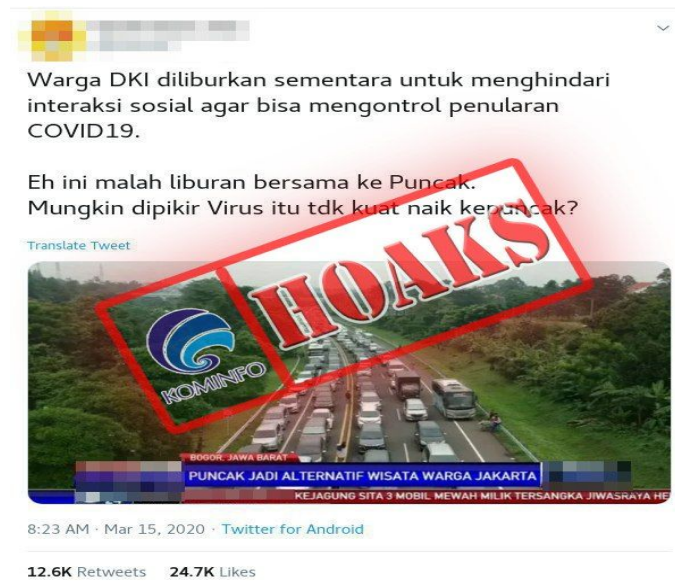 Warga DKI diliburkan sementara untuk menghindari
interaksi sosial agar bisa mengontrol penularan
COVID19.
Eh ini malah liburan bersama ke Puncak.
Mungkin dipikir Virus itu tdk kuat naik kepuncak?
Translate Tweet
HOAKS
KOMINFO
BOGOR, JAWA BARAT
PUNCAK JADI ALTERNATIF WISATA WARGA JAKARTA
KEJAGUNG SITA 3 MOBIL MEWAH MILIK TERSANGKA JIWASRAYA HE
8:23 AM · Mar 15, 2020 · Twitter for Android
12.6K Retweets 24.7K Likes